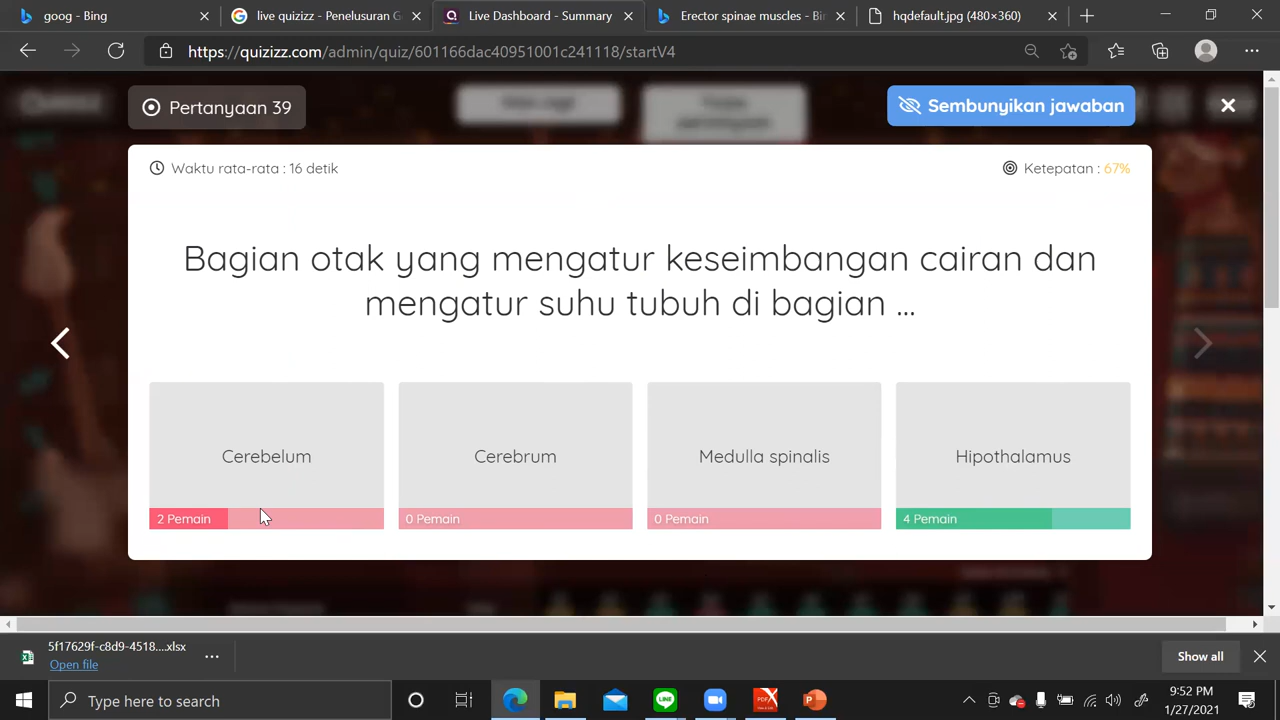 goog - Bing
live quizizz - Penelusuran G
Live Dashboard - Summary
Erector spinae muscles - Bin
hqdefault.jpg (480×360)
https://quizizz.com/admin/quiz/601166dac40951001c241118/startV4
Pertanyaan 39
Sembunyikan jawaban
Waktu rata-rata : 16 detik
Ketepatan : 67%
Bagian otak yang mengatur keseimbangan cairan dan
mengatur suhu tubuh di bagian ...
Cerebelum
Cerebrum
Medulla spinalis
Hipothalamus
2 Pemain
0 Pemain
0 Pemain
4 Pemain
5f17629f-c8d9-4518....xlsx
Open file
Show all
Type here to search
9:52 PM
1/27/2021